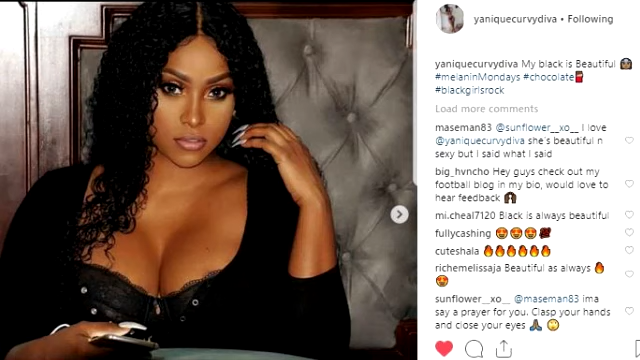 yaniquecurvydiva • Following
yaniquecurvydiva My black is Beautiful
#melaninMondays #chocolate
#blackgirlsrock
Load more comments
maseman83 @sunflower__xo__ I love
@yaniquecurvydiva she's beautiful n
sexy but I said what I said
big_hvncho Hey guys check out my
football blog in my bio, would love to
hear feedback
mi.cheal7120 Black is always beautiful
fullycashing
cuteshala
richemelissaja Beautiful as always
sunflower__xo__ @maseman83 ima
say a prayer for you. Clasp your hands
and close your eyes